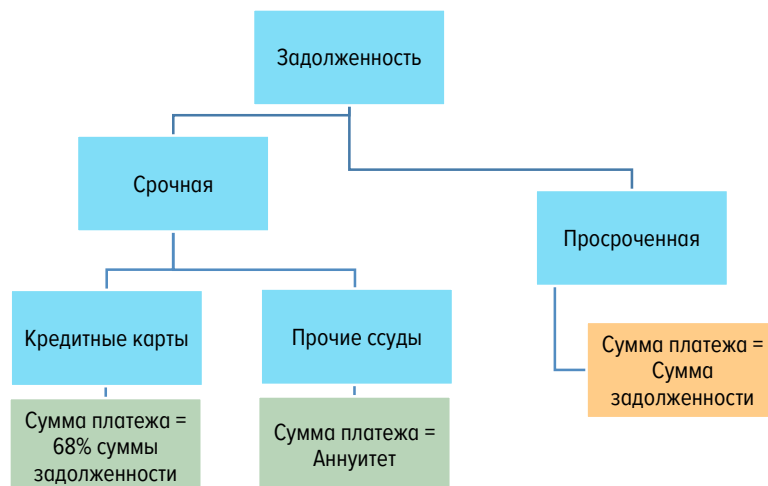 Задолженность
Срочная
Просроченная
Кредитные карты
Прочие ссуды
Сумма платежа =
Сумма
задолженности
Сумма платежа =
68% суммы
задолженности
Сумма платежа =
Аннуитет